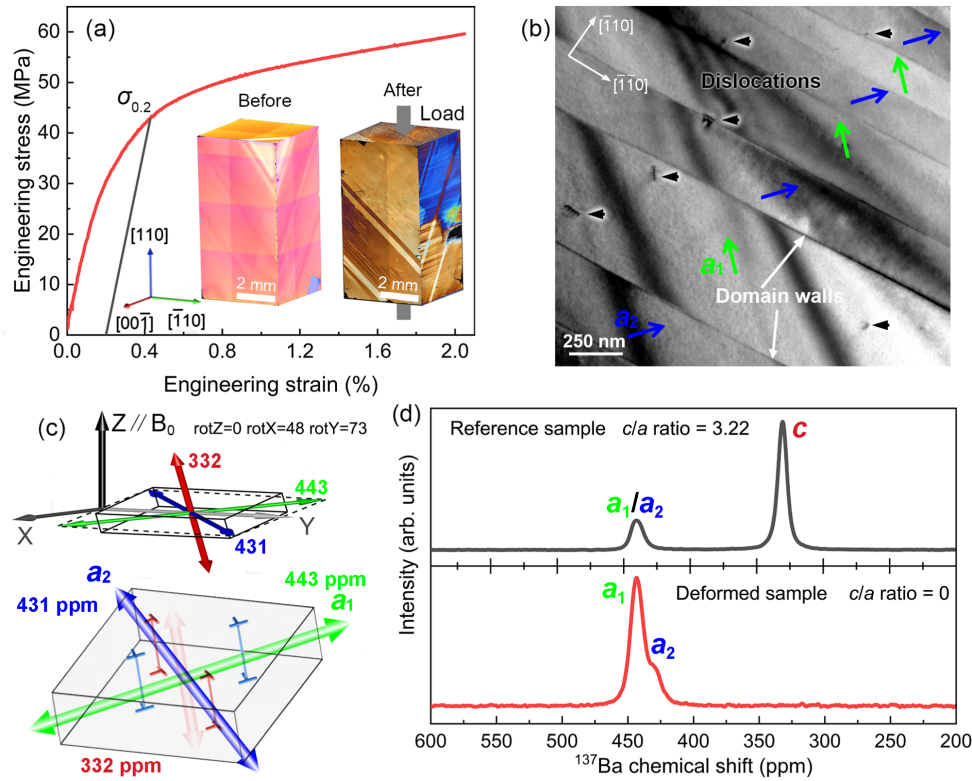 (a)
60
50
40
30
20
10
0
0.0 0.4 0.8 1.2 1.6 2.0
Engineering stress (MPa)
Engineering strain (%)
σ0.2
Before
After
Load
2 mm
2 mm
[110]
[001̄]
[1̄10]
(b)
[1̄10]
[1̄1̄0]
Dislocations
a1
a2
Domain walls
250 nm
(c)
Z // B0 rotZ=0 rotX=48 rotY=73
332
443
X
Y
431
a2
443 ppm
431 ppm
a1
332 ppm
(d)
Reference sample c/a ratio = 3.22
c
a1/a2
Deformed sample c/a ratio = 0
a1
a2
Intensity (arb. units)
600 550 500 450 400 350 300 250 200
137Ba chemical shift (ppm)